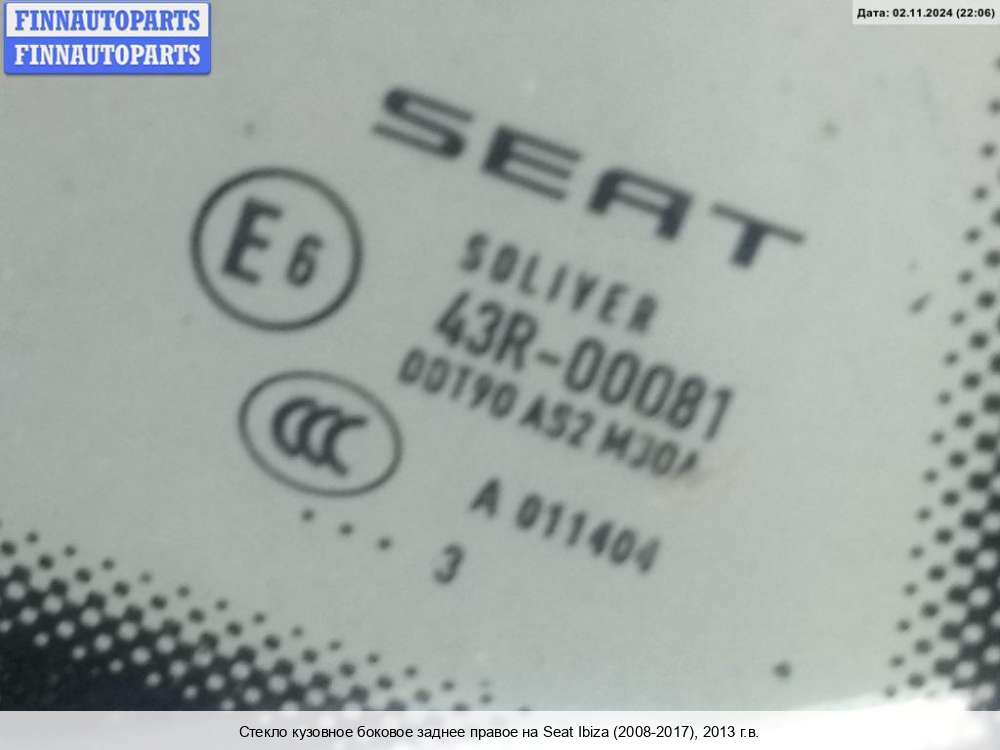 FINNAUTOPARTS
FINNAUTOPARTS
Дата: 02.11.2024 (22:06)
SEAT
E6
SOLIVER
43R-00081
DOT90 AS2 M30A
CCC
A 011404
. . . 3
Стекло кузовное боковое заднее правое на Seat Ibiza (2008-2017), 2013 г.в.